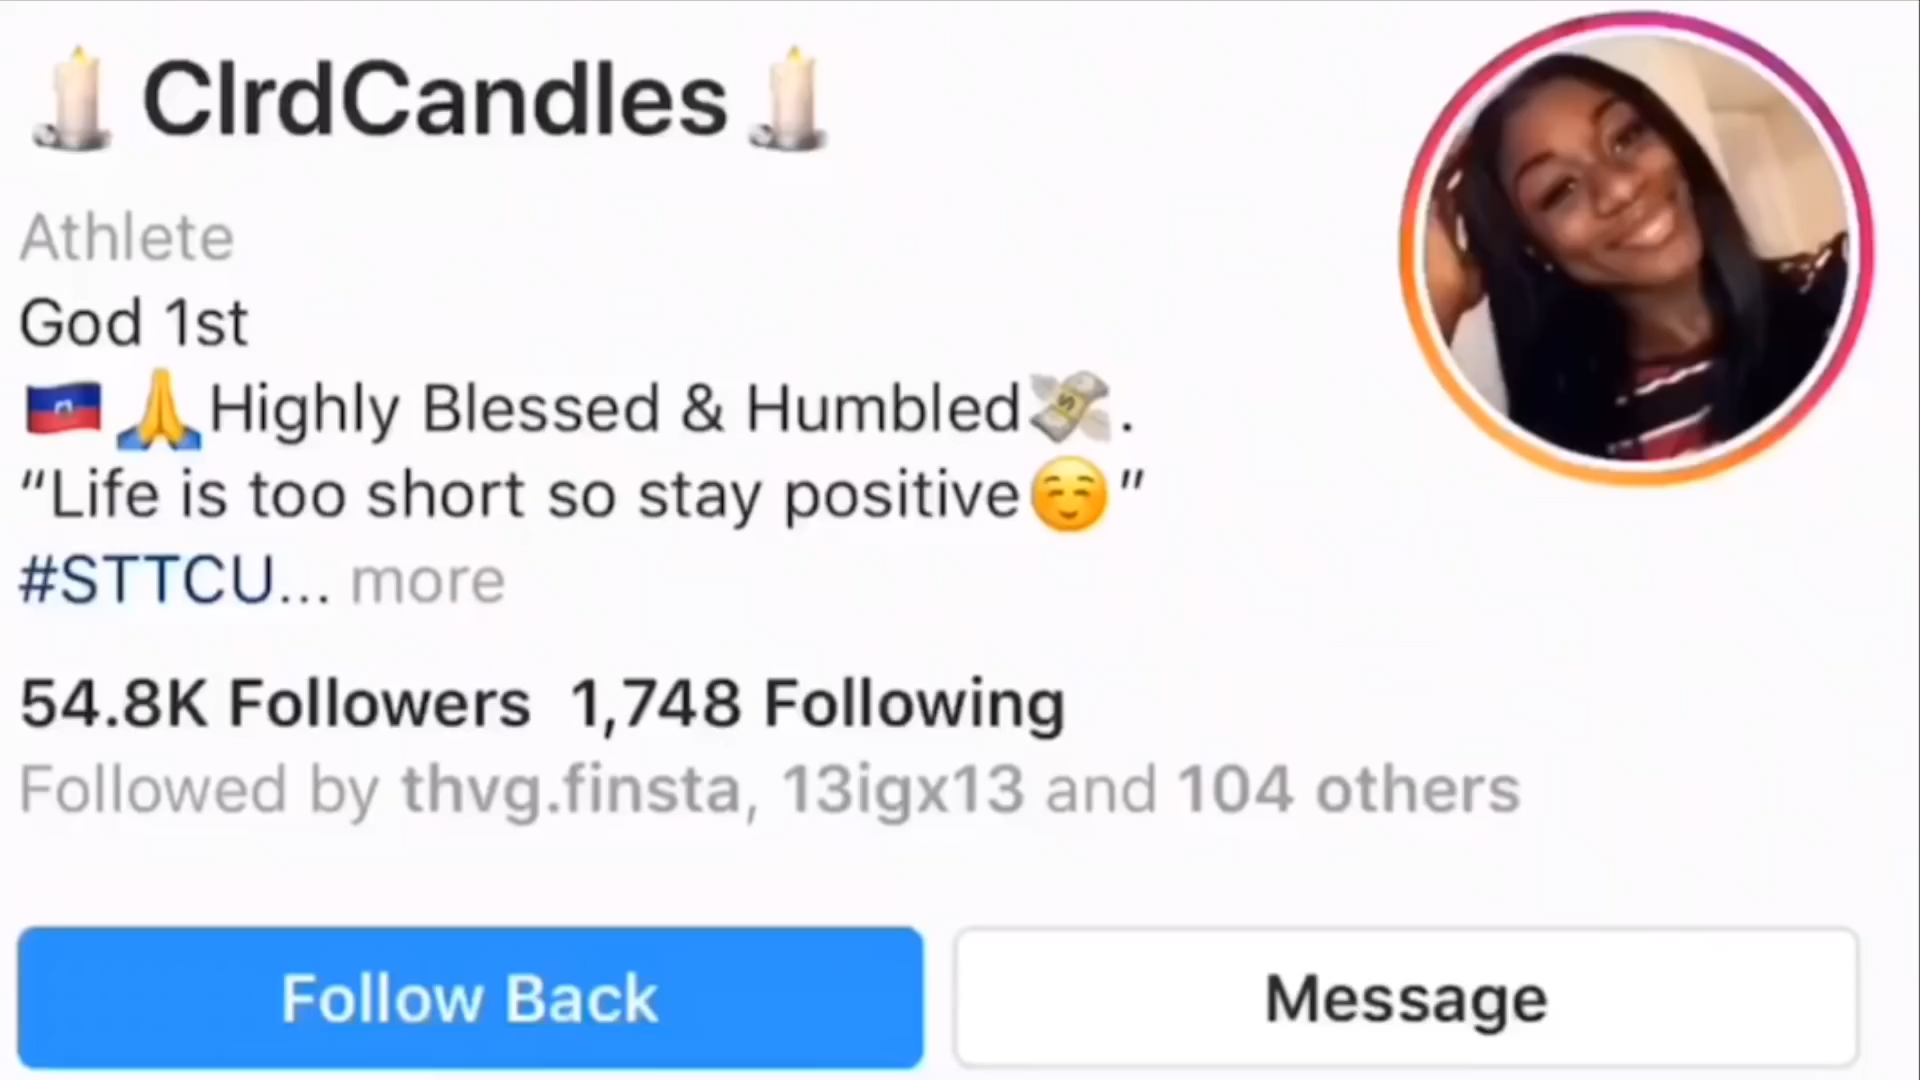 🕯️ ClrdCandles🕯️
Athlete
God 1st
🇭🇹🙏Highly Blessed & Humbled💸.
“Life is too short so stay positive☺️”
#STTCU... more
54.8K Followers 1,748 Following
Followed by thvg.finsta, 13igx13 and 104 others
Follow Back
Message